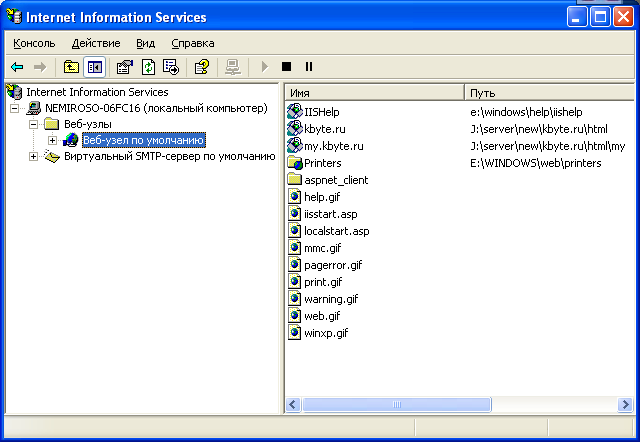 Internet Information Services
Консоль Действие Вид Справка
Internet Information Services
NEMIROSO-06FC16 (локальный компьютер)
Веб-узлы
Веб-узел по умолчанию
Виртуальный SMTP-сервер по умолчанию
Имя Путь
IISHelp e:\windows\help\iishelp
kbyte.ru J:\server\new\kbyte.ru\html
my.kbyte.ru J:\server\new\kbyte.ru\html\my
Printers E:\WINDOWS\web\printers
aspnet_client
help.gif
iisstart.asp
localstart.asp
mmc.gif
pagerror.gif
print.gif
warning.gif
web.gif
winxp.gif